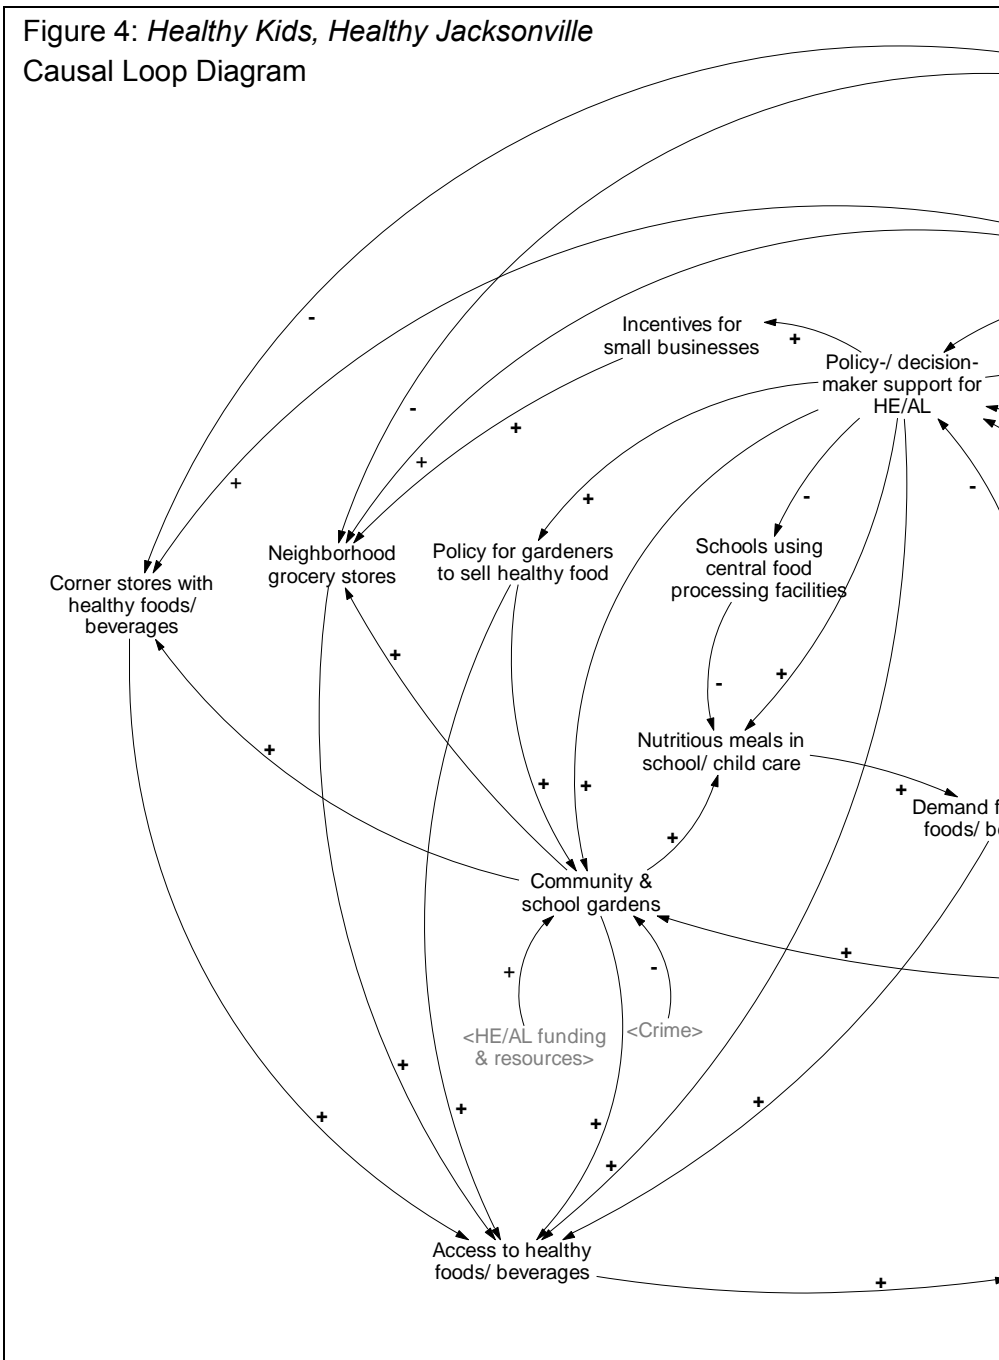 Figure 4: Healthy Kids, Healthy Jacksonville
Causal Loop Diagram
-
Incentives for
small businesses
+
Policy-/ decision-
maker support for
HE/AL
-
+
+
+
+
-
-
Neighborhood
grocery stores
Policy for gardeners
to sell healthy food
Schools using
central food
processing facilities
Corner stores with
healthy foods/
beverages
+
-
+
+
Nutritious meals in
school/ child care
+
+
+
Demand f
foods/ b
+
Community &
school gardens
+
+
-
<HE/AL funding
& resources>
<Crime>
+
+
+
+
+
+
Access to healthy
foods/ beverages
+